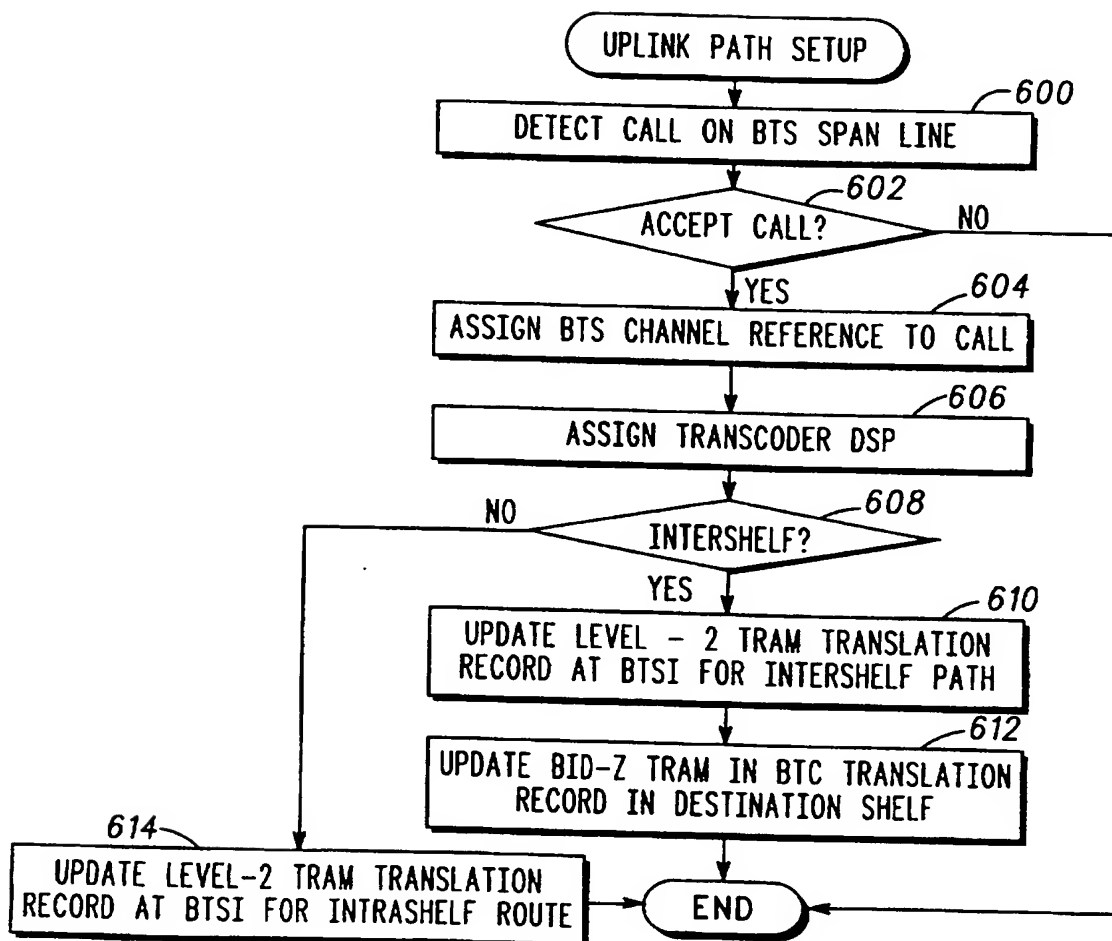 UPLINK PATH SETUP
600
DETECT CALL ON BTS SPAN LINE
602
ACCEPT CALL?
NO
YES
604
ASSIGN BTS CHANNEL REFERENCE TO CALL
606
ASSIGN TRANSCODER DSP
608
NO
INTERSHELF?
YES
610
UPDATE LEVEL - 2 TRAM TRANSLATION
RECORD AT BTSI FOR INTERSHELF PATH
612
UPDATE BID-Z TRAM IN BTC TRANSLATION
RECORD IN DESTINATION SHELF
614
UPDATE LEVEL-2 TRAM TRANSLATION
RECORD AT BTSI FOR INTRASHELF ROUTE
END